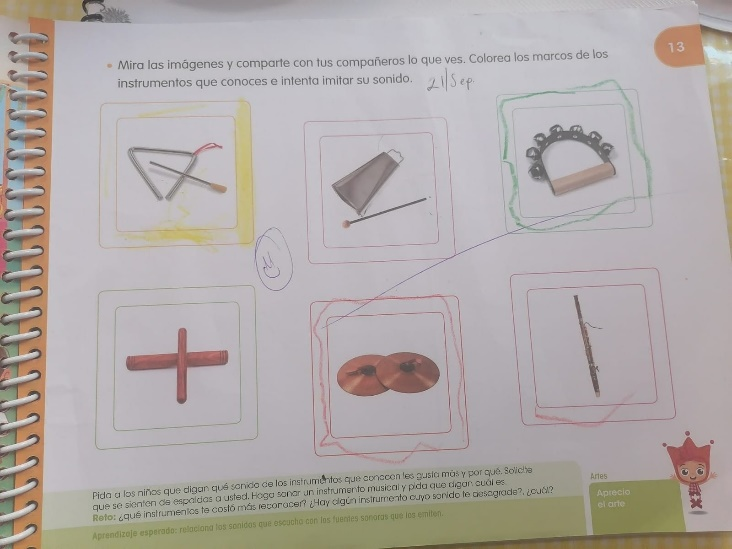 13
Mira las imágenes y comparte con tus compañeros lo que ves. Colorea los marcos de los
instrumentos que conoces e intenta imitar su sonido. 21/Sep
Pida a los niños que digan qué sonido de los instrumentos que conocen les gusta más y por qué. Solicite
que se sienten de espaldas a usted. Haga sonar un instrumento musical y pida que digan cuál es.
Reto: ¿qué instrumentos te costó más reconocer? ¿Hay algún instrumento cuyo sonido te desagrade?, ¿cuál?
Aprendizaje esperado: relaciona los sonidos que escucha con las fuentes sonoras que los emiten.
Artes
Aprecia
el arte